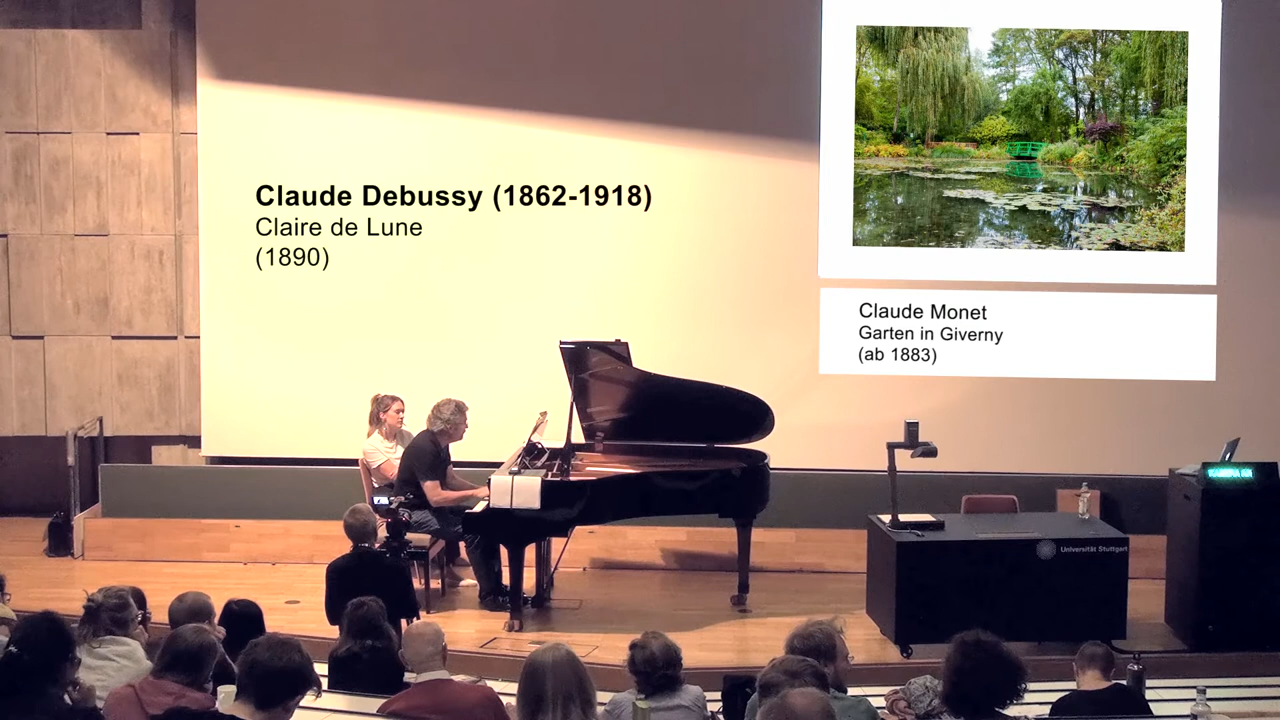 Claude Debussy (1862-1918)
Claire de Lune
(1890)
Claude Monet
Garten in Giverny
(ab 1883)
Universität Stuttgart